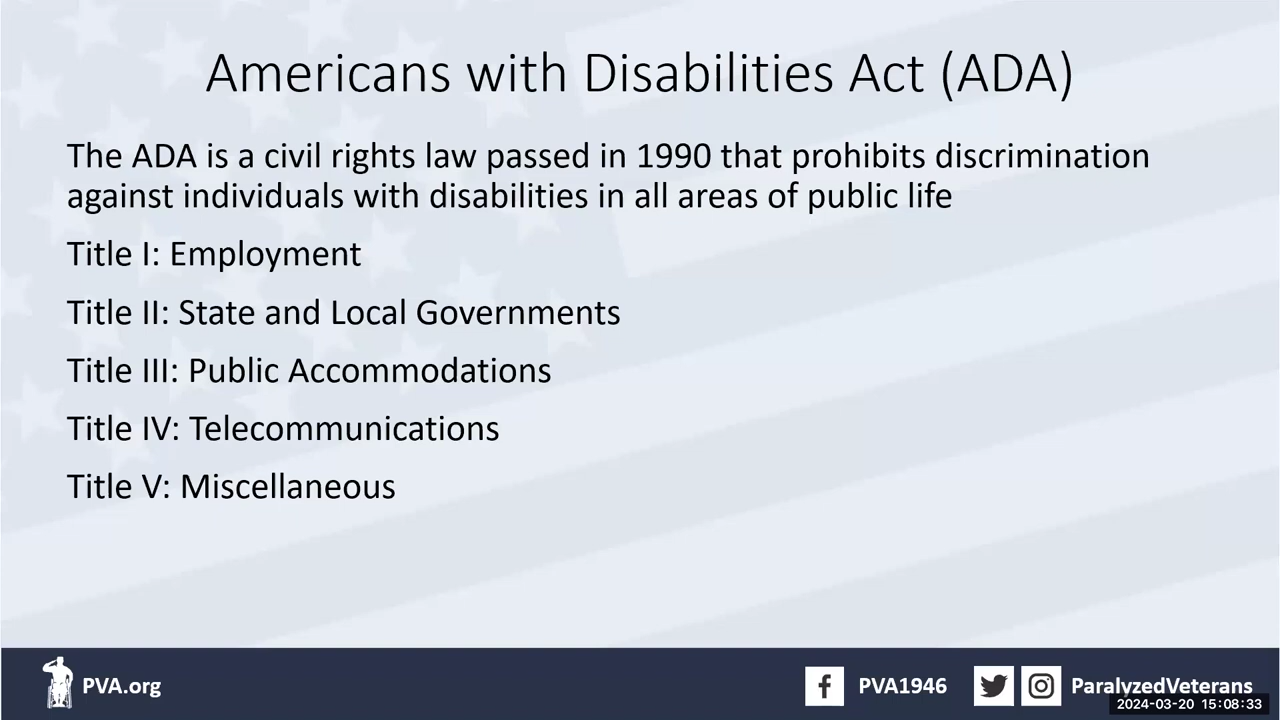 Americans with Disabilities Act (ADA)
The ADA is a civil rights law passed in 1990 that prohibits discrimination
against individuals with disabilities in all areas of public life
Title I: Employment
Title II: State and Local Governments
Title III: Public Accommodations
Title IV: Telecommunications
Title V: Miscellaneous
PVA.org
PVA1946
ParalyzedVeterans
2024-03-20 15:08:33